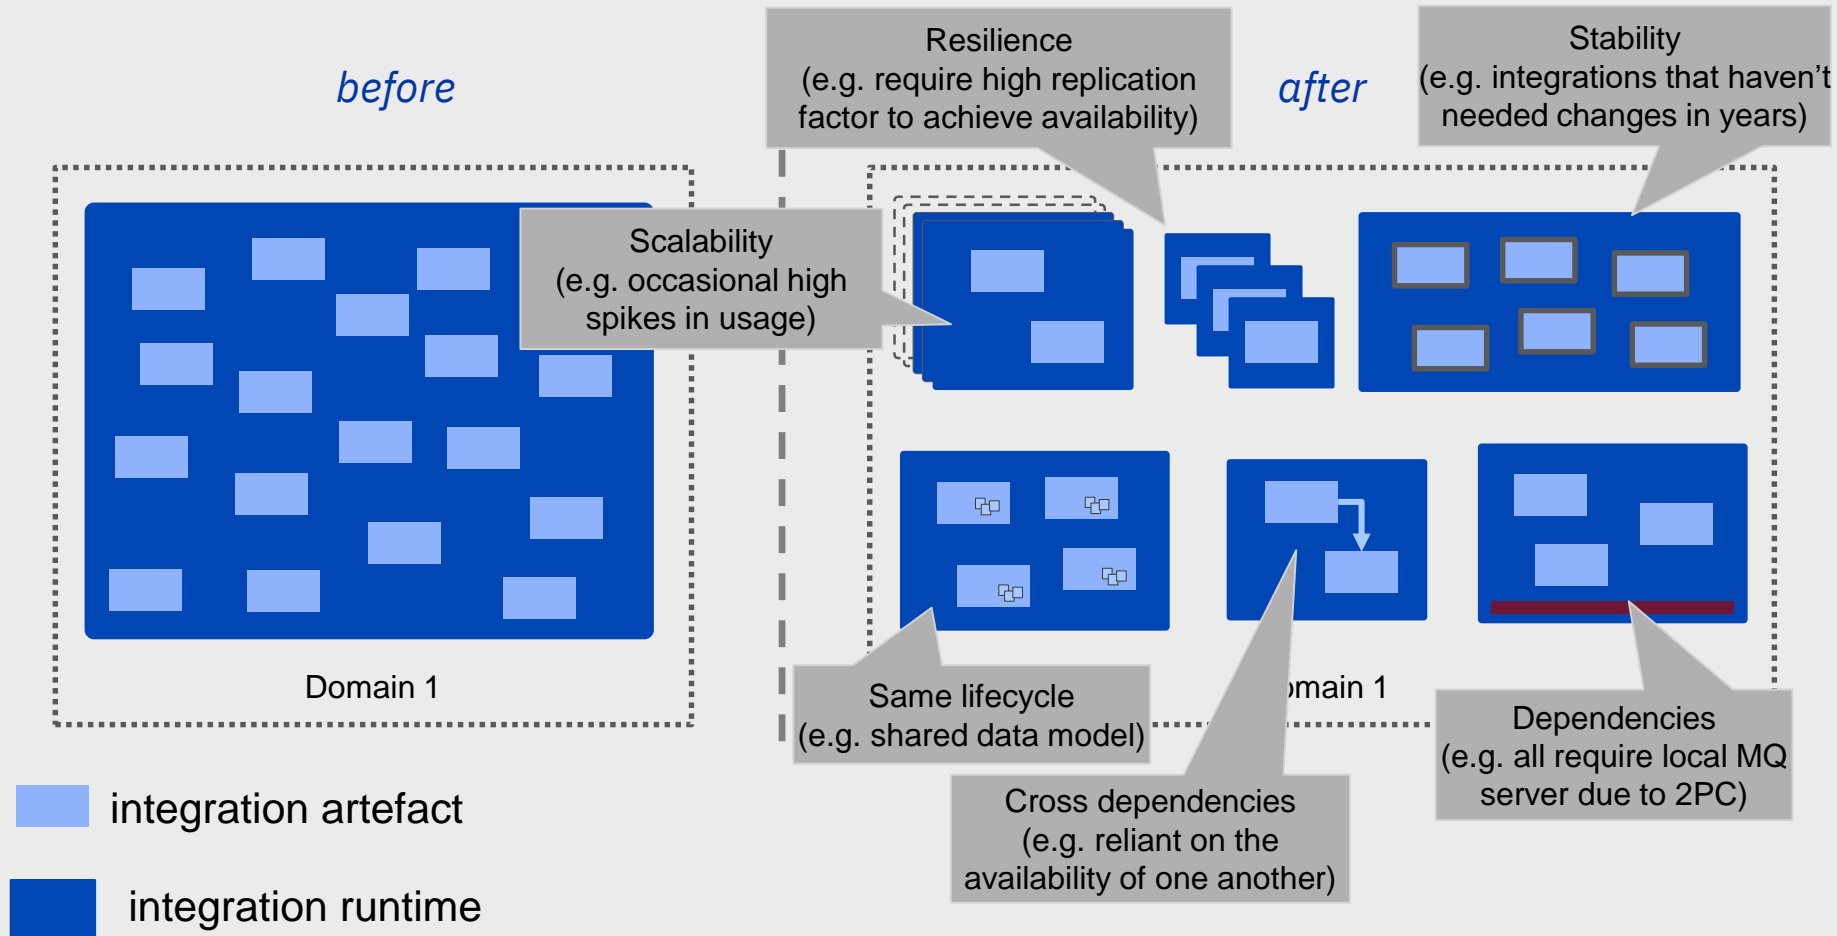 before
after
Resilience
(e.g. require high replication
factor to achieve availability)
Stability
(e.g. integrations that haven't
needed changes in years)
Scalability
(e.g. occasional high
spikes in usage)
Domain 1
omain 1
Same lifecycle
(e.g. shared data model)
Cross dependencies
(e.g. reliant on the
availability of one another)
Dependencies
(e.g. all require local MQ
server due to 2PC)
integration artefact
integration runtime